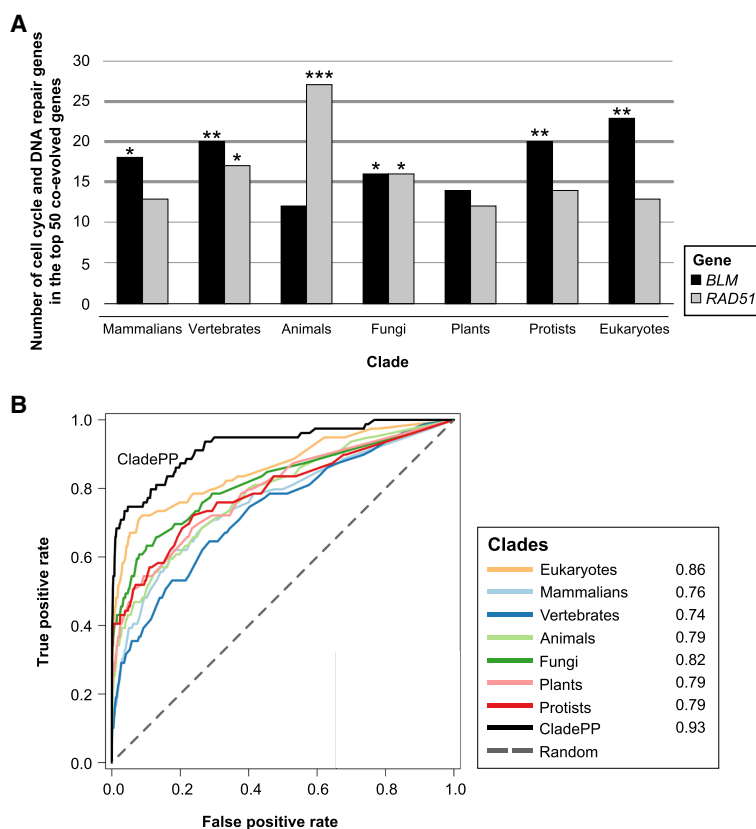 A
Number of cell cycle and DNA repair genes
in the top 50 co-evolved genes
30
25
20
15
10
5
0
*
**
*
***
*
*
**
**
Mammalians
Vertebrates
Animals
Fungi
Plants
Protists
Eukaryotes
Clade
Gene
BLM
RAD51
B
True positive rate
1.0
0.8
0.6
0.4
0.2
0.0
CladePP
0.0
0.2
0.4
0.6
0.8
1.0
False positive rate
Clades
Eukaryotes 0.86
Mammalians 0.76
Vertebrates 0.74
Animals 0.79
Fungi 0.82
Plants 0.79
Protists 0.79
CladePP 0.93
Random